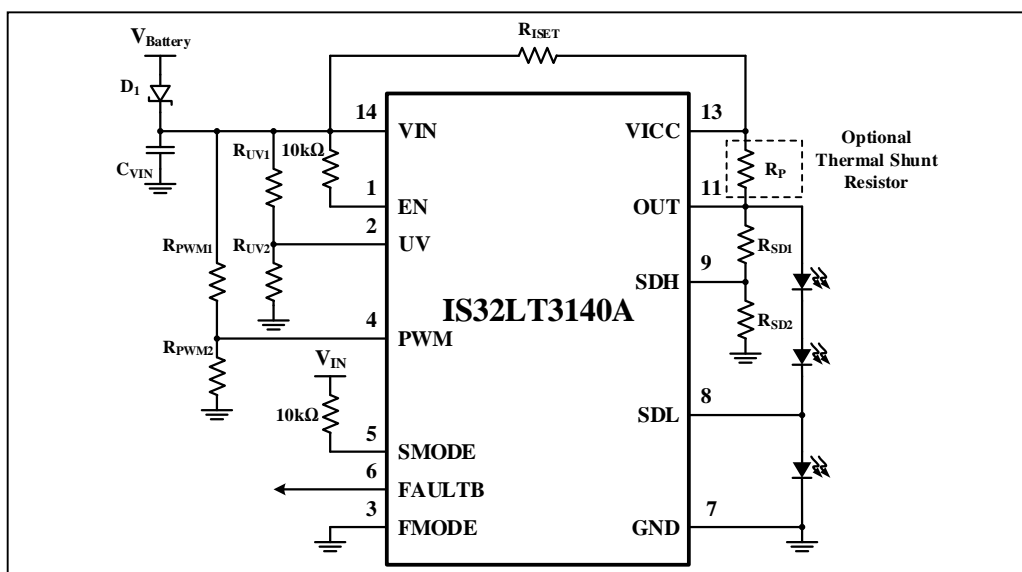 V_Battery
R_ISET
D₁
14
VIN
VICC
13
Optional
Thermal Shunt
Resistor
C_VIN
R_UV1
10kΩ
R_P
1
EN
OUT
11
2
UV
R_PWM1
R_UV2
R_SD1
9
SDH
IS32LT3140A
R_SD2
4
PWM
R_PWM2
V_IN
10kΩ
8
SDL
5
SMODE
6
FAULTB
3
FMODE
GND
7